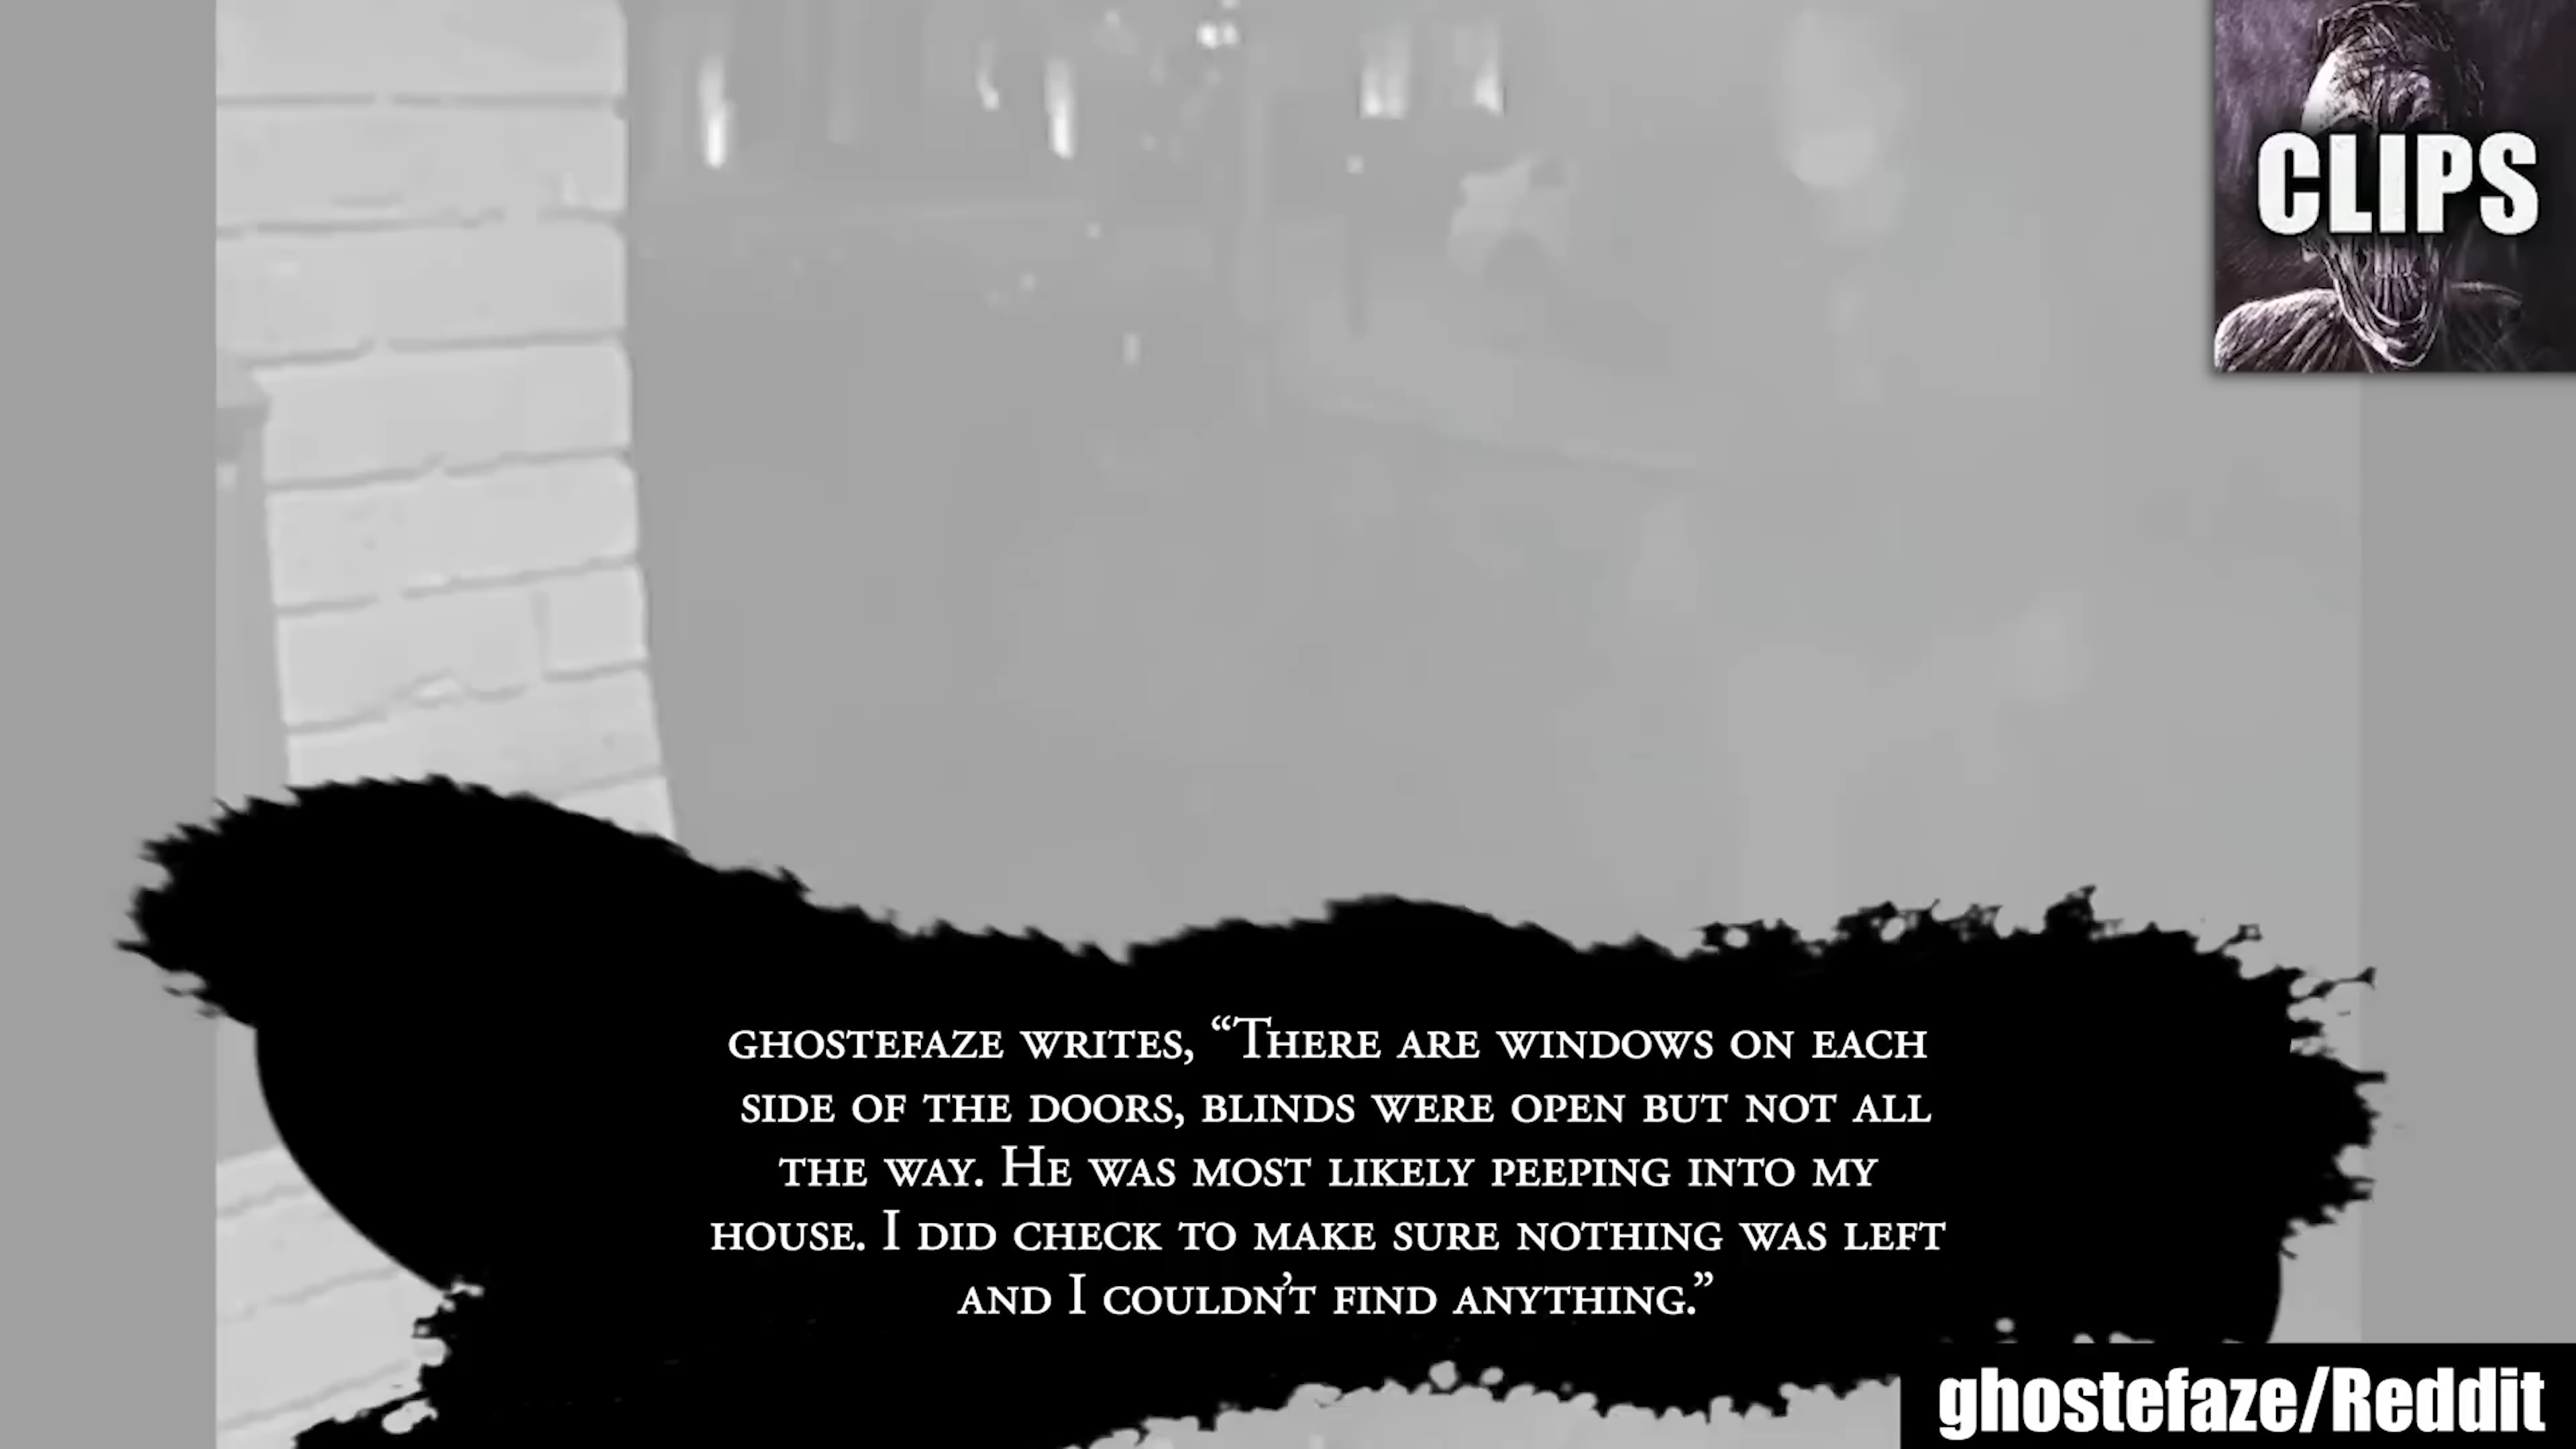 CLIPS
ghostefaze writes, “There are windows on each
side of the doors, blinds were open but not all
the way. He was most likely peeping into my
house. I did check to make sure nothing was left
and I couldn’t find anything.”
ghostefaze/Reddit